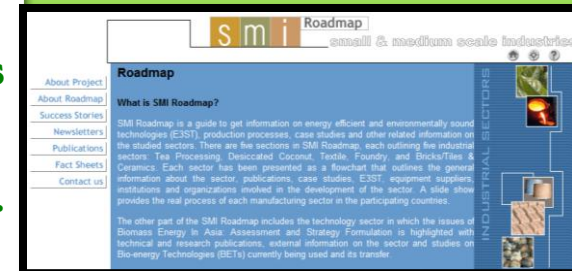 s
.
smi Roadmap
small & medium scale industries
About Project
About Roadmap
Success Stories
Newsletters
Publications
Fact Sheets
Contact us
Roadmap
What is SMI Roadmap?
SMI Roadmap is a guide to get information on energy efficient and environmentally sound
technologies (E3ST), production processes, case studies and other related information on
the studied sectors. There are five sections in SMI Roadmap, each outlining five industrial
sectors: Tea Processing, Desiccated Coconut, Textile, Foundry, and Bricks/Tiles &
Ceramics. Each sector has been presented as a flowchart that outlines the general
information about the sector, publications, case studies, E3ST, equipment suppliers,
institutions and organizations involved in the development of the sector. A slide show
provides the real process of each manufacturing sector in the participating countries.
The other part of the SMI Roadmap includes the technology sector in which the issues of
Biomass Energy In Asia: Assessment and Strategy Formulation is highlighted with
technical and research publications, external information on the sector and studies on
Bio-energy Technologies (BETs) currently being used and its transfer.
INDUSTRIAL SECTORS